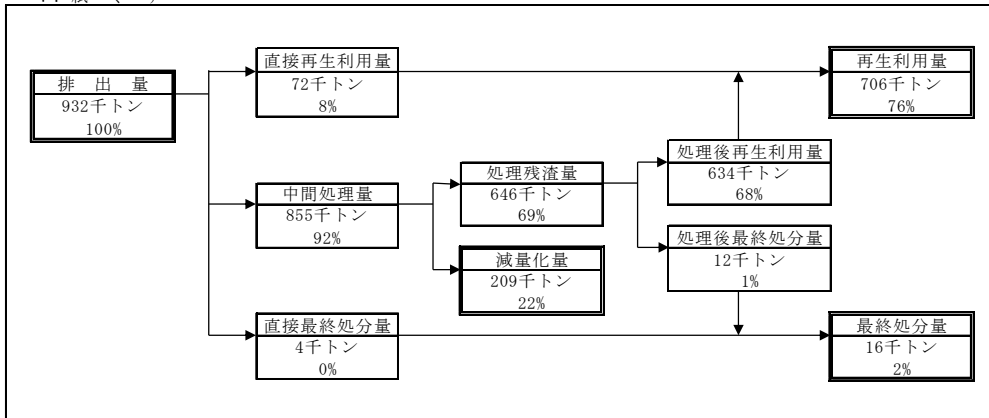 排出量
932千トン
100%
直接再生利用量
72千トン
8%
再生利用量
706千トン
76%
中間処理量
855千トン
92%
処理残渣量
646千トン
69%
処理後再生利用量
634千トン
68%
減量化量
209千トン
22%
処理後最終処分量
12千トン
1%
直接最終処分量
4千トン
0%
最終処分量
16千トン
2%